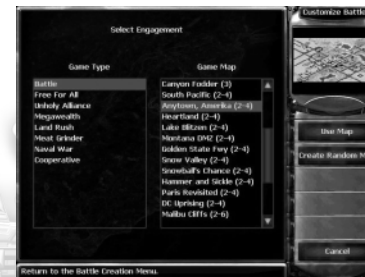 Customize Battle
Select Engagement
Game Type
Game Map
Battle
Free For All
Unholy Alliance
Megawealth
Land Rush
Meat Grinder
Naval War
Cooperative
Canyon Fodder (3)
South Pacific (2-4)
Anytown, Amerika (2-4)
Heartland (2-4)
Lake Blitzen (2-4)
Montana DMZ (2-4)
Golden State Fwy (2-4)
Snow Valley (2-4)
Snowball's Chance (2-4)
Hammer and Sickle (2-4)
Paris Revisited (2-4)
DC Uprising (2-4)
Malibu Cliffs (2-6)
Use Map
Create Random M
Cancel
Return to the Battle Creation Menu.